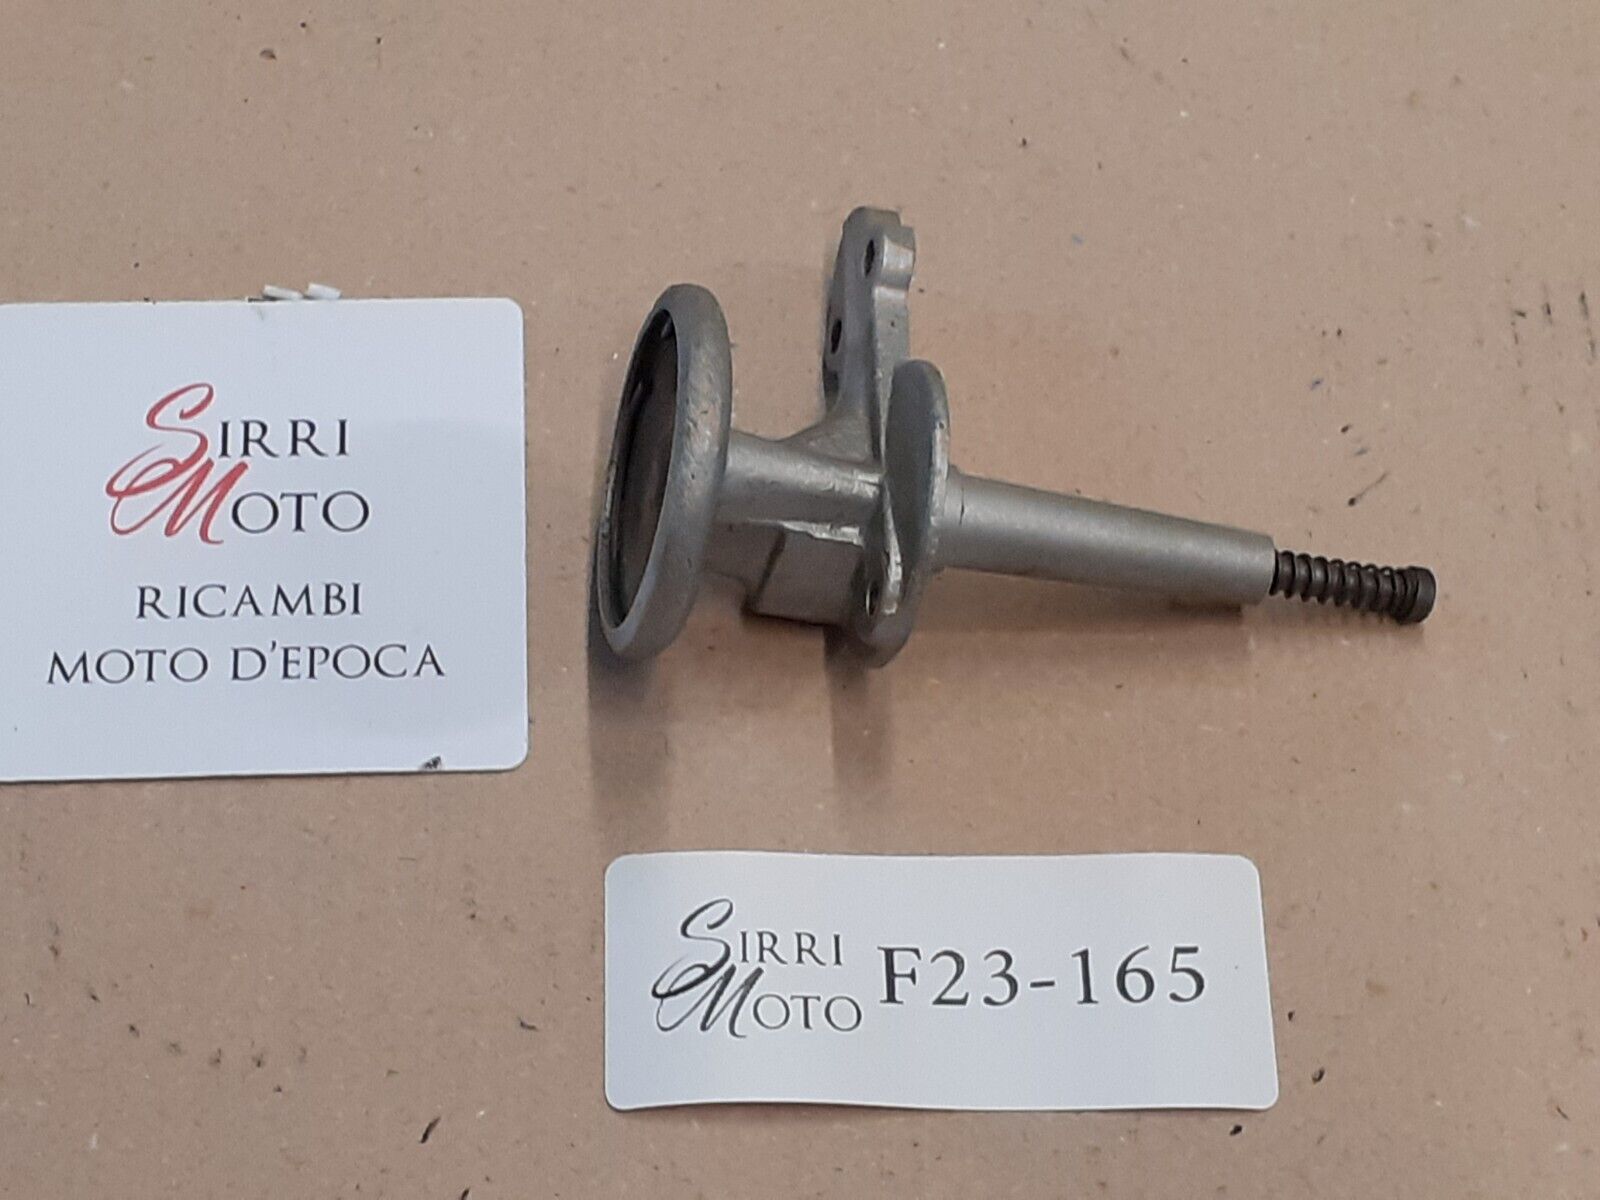 SIRRI
MOTO
RICAMBI
MOTO D'EPOCA
SIRRI
MOTO
F23-165